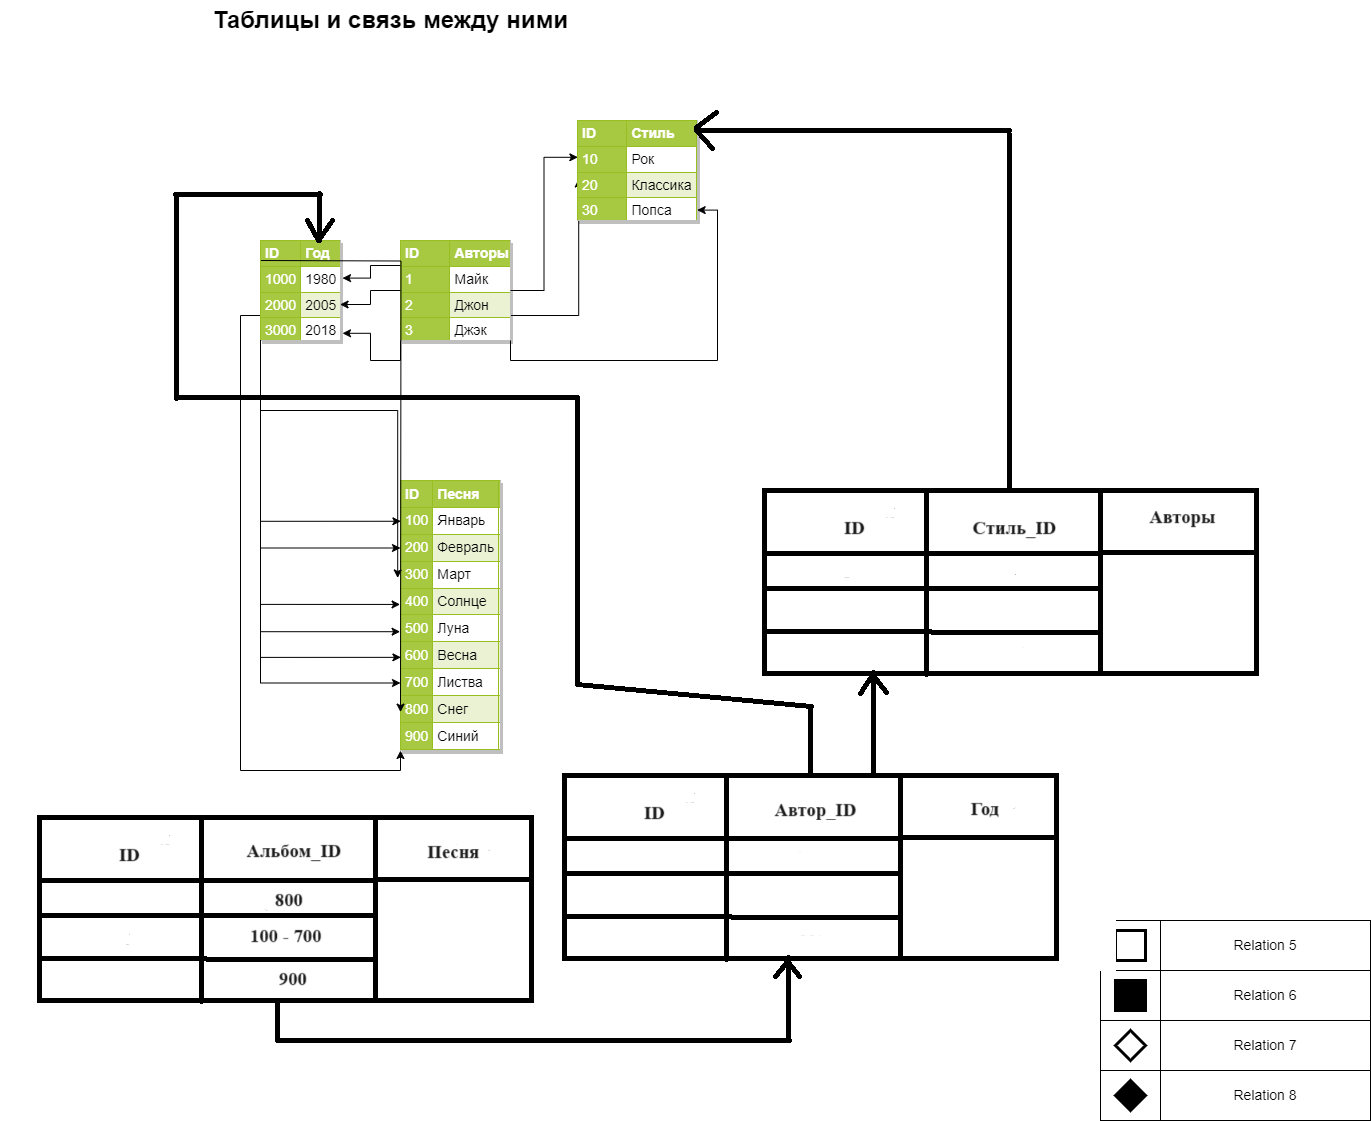 Таблицы и связь между ними
ID Стиль
10 Рок
20 Классика
30 Попса
ID Год
1000 1980
2000 2005
3000 2018
ID Авторы
1 Майк
2 Джон
3 Джэк
ID Песня
100 Январь
200 Февраль
300 Март
400 Солнце
500 Луна
600 Весна
700 Листва
800 Снег
900 Синий
ID Стиль_ID Авторы
ID Автор_ID Год
ID Альбом_ID Песня
800
100 - 700
900
Relation 5
Relation 6
Relation 7
Relation 8